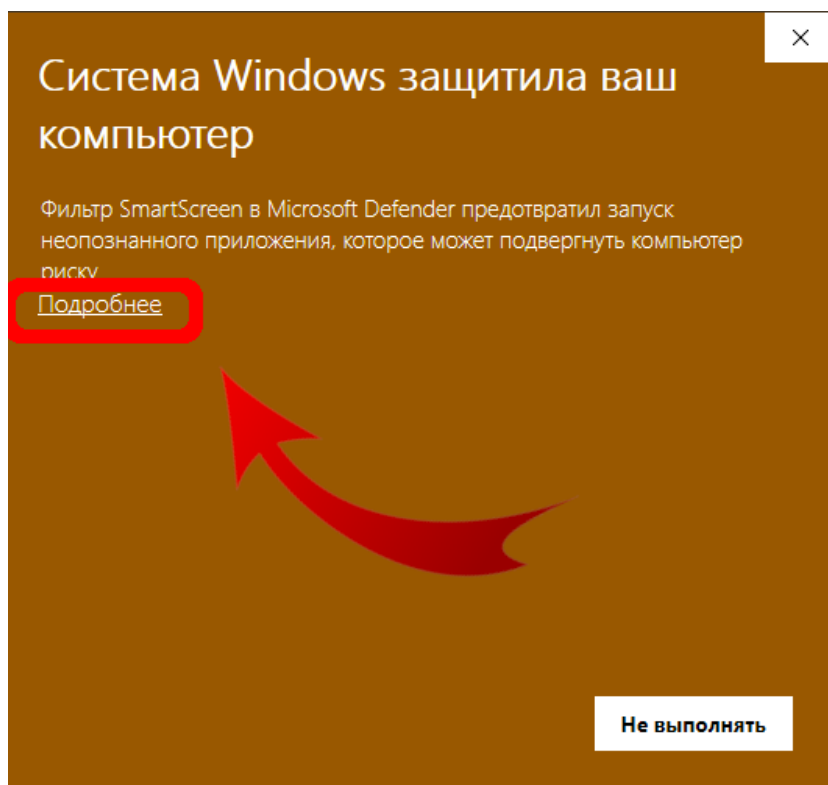 Система Windows защитила ваш
компьютер
Фильтр SmartScreen в Microsoft Defender предотвратил запуск
неопознанного приложения, которое может подвергнуть компьютер
риску
Подробнее
Не выполнять